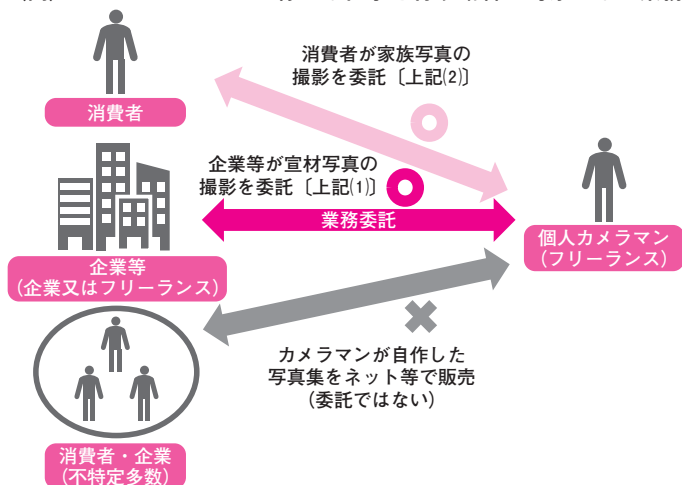 消費者が家族写真の
撮影を委託〔上記⑵〕
消費者
企業等が宣材写真の
撮影を委託〔上記⑴〕
業務委託
個人カメラマン
(フリーランス)
企業等
(企業又はフリーランス)
カメラマンが自作した
写真集をネット等で販売
(委託ではない)
消費者・企業
(不特定多数)